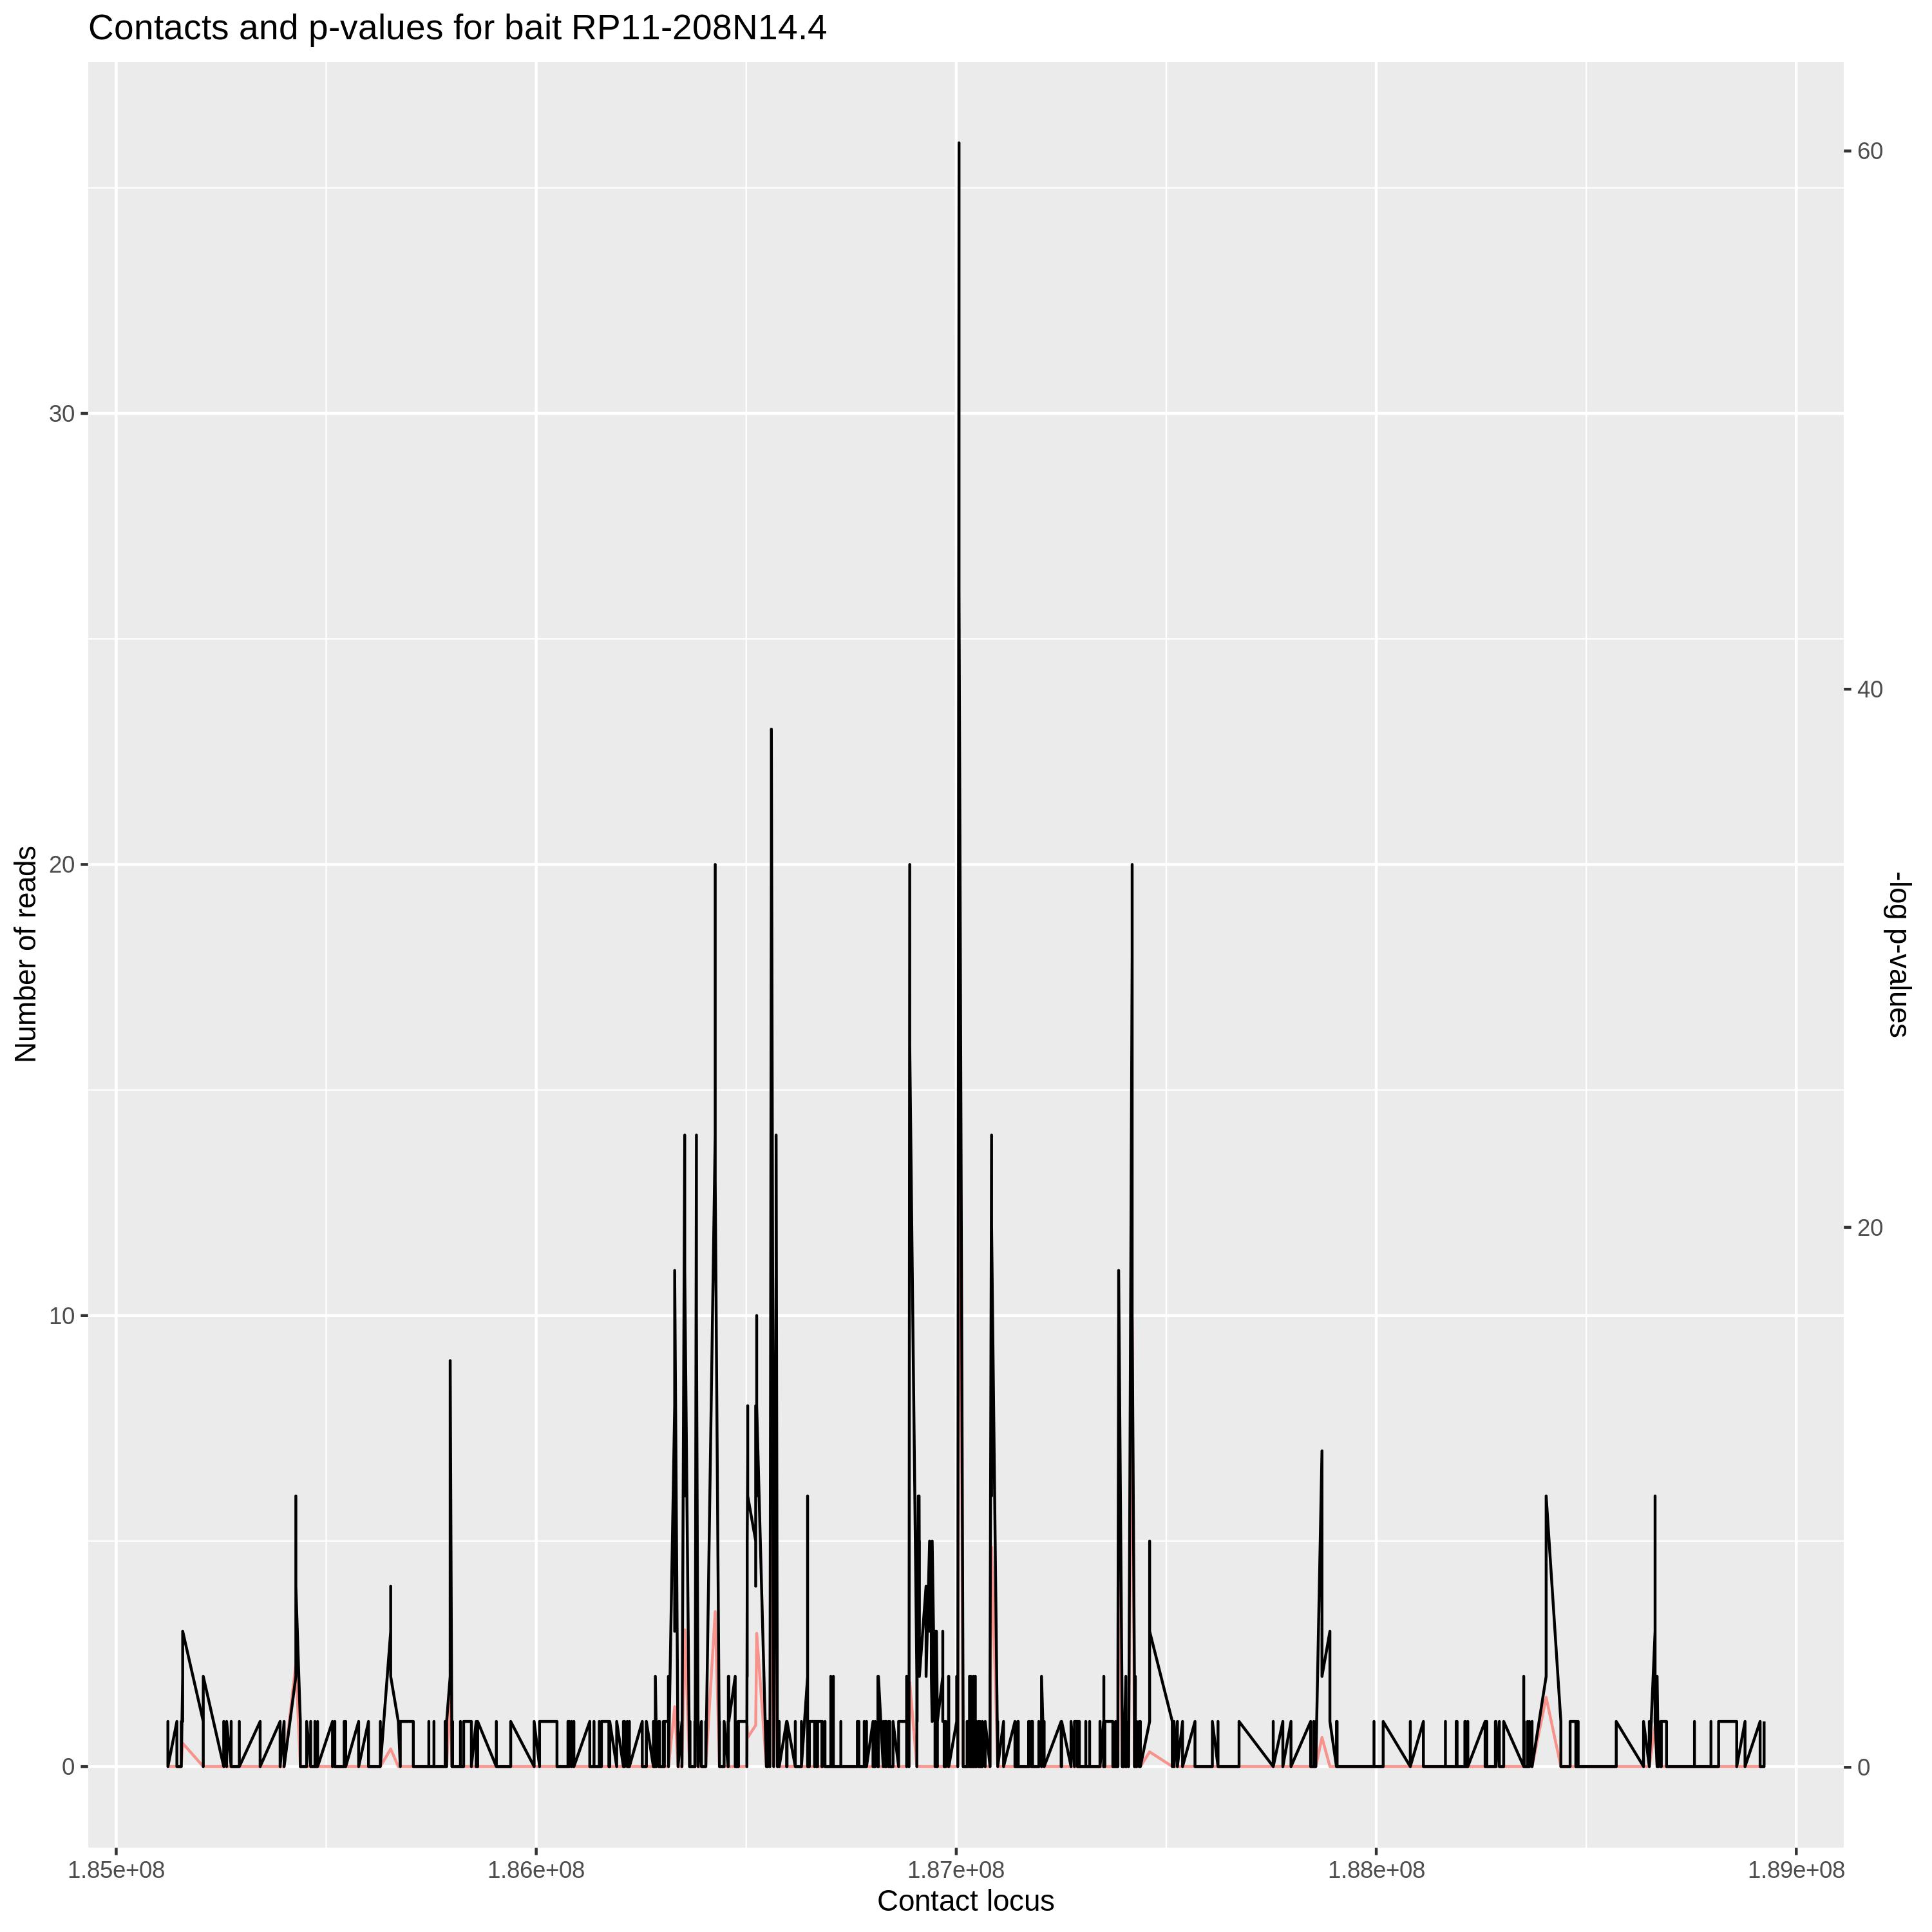 Contacts and p-values for bait RP11-208N14.4
60
30
40
Number of reads
20
-log p-values
20
10
0
0
1.85e+08 1.86e+08 1.87e+08 1.88e+08 1.89e+08
Contact locus